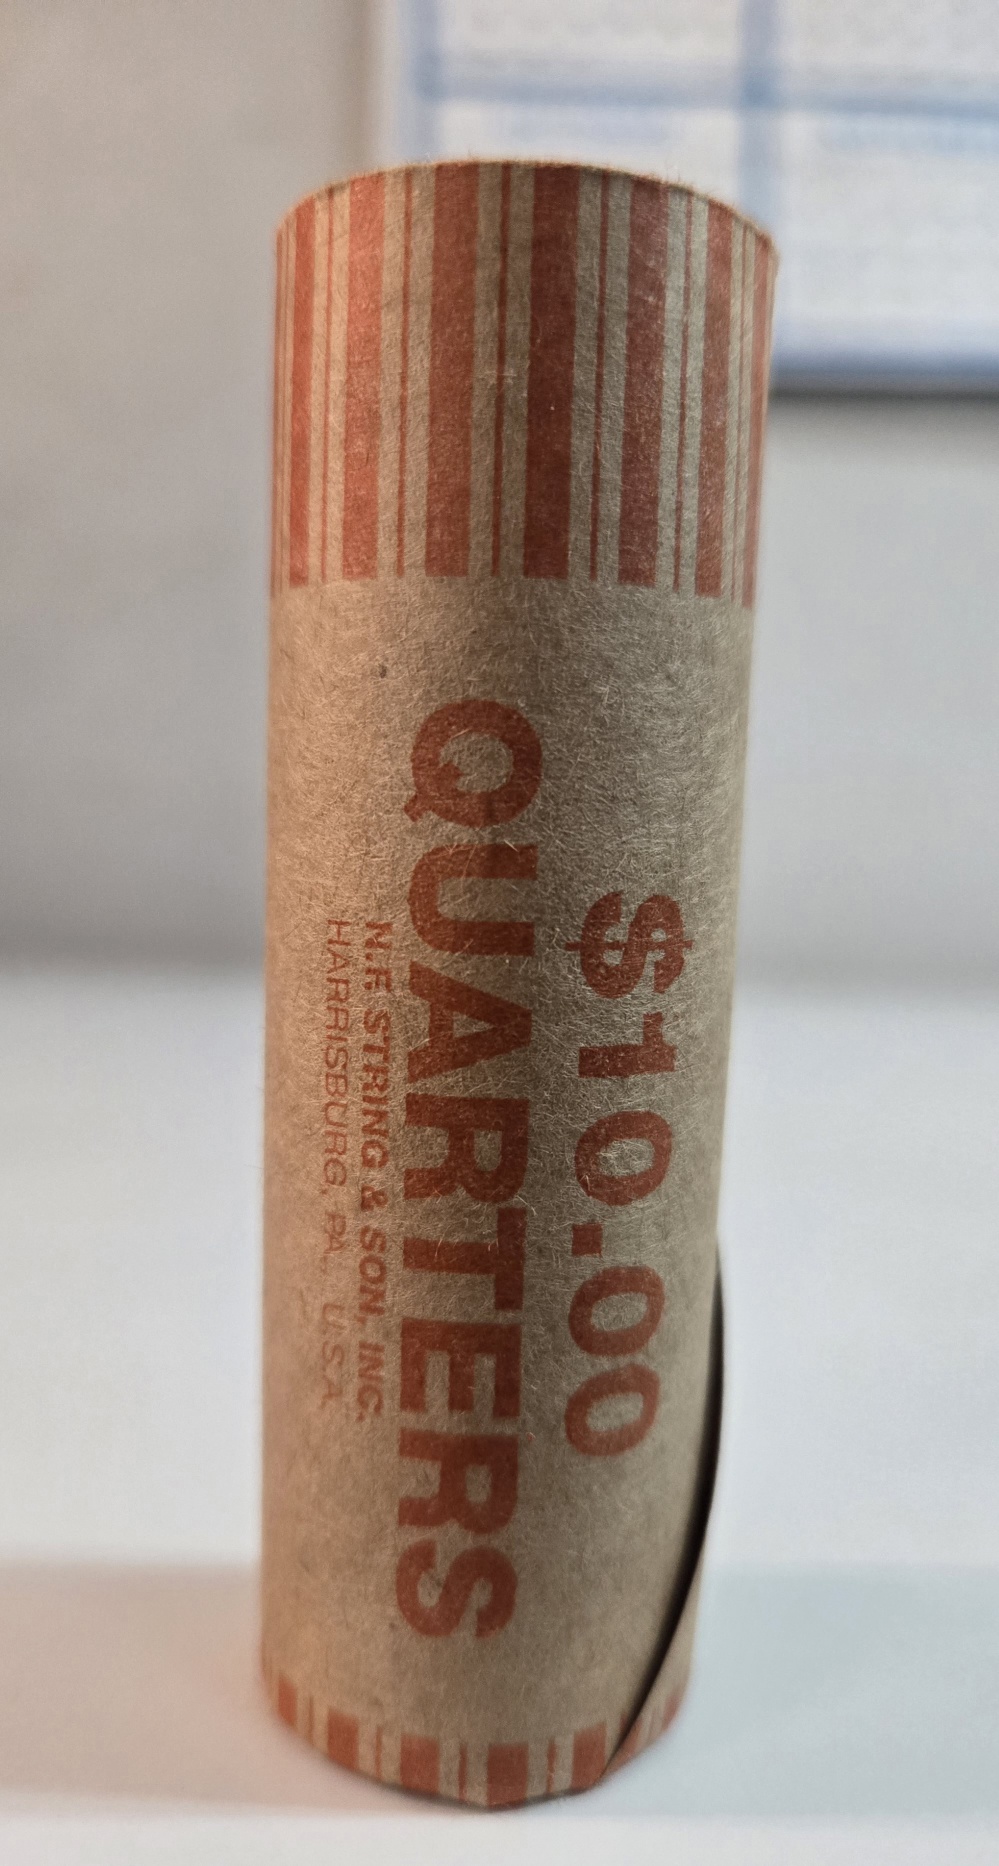 $10.00
QUARTERS
N.F. STRING & SON, INC.
HARRISBURG, PA. U.S.A.